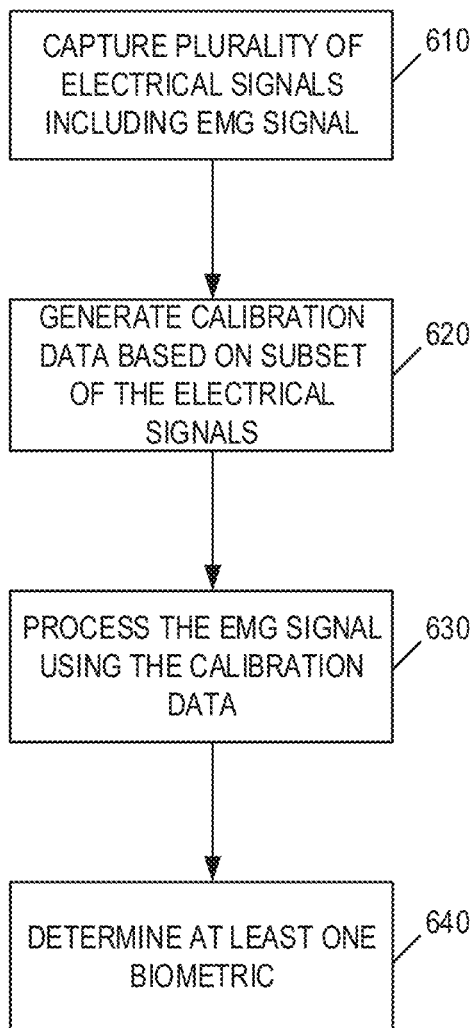 CAPTURE PLURALITY OF
ELECTRICAL SIGNALS
INCLUDING EMG SIGNAL
610
GENERATE CALIBRATION
DATA BASED ON SUBSET
OF THE ELECTRICAL
SIGNALS
620
PROCESS THE EMG SIGNAL
USING THE CALIBRATION
DATA
630
DETERMINE AT LEAST ONE
BIOMETRIC
640